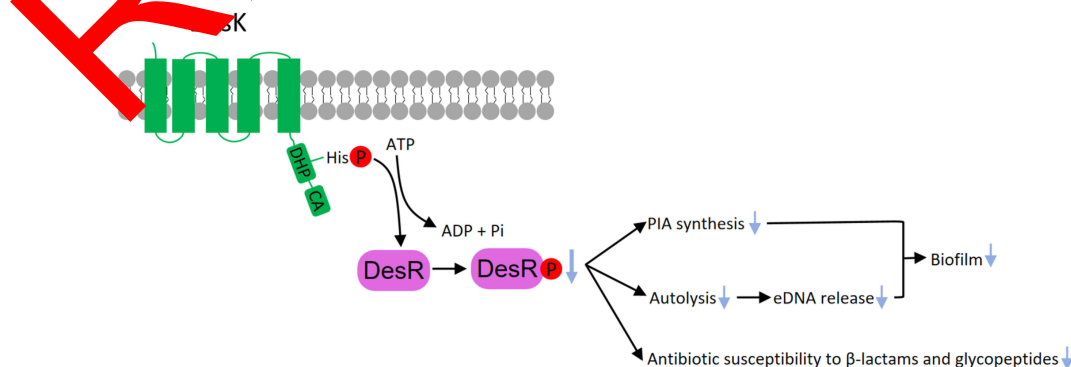 ATP
DHP
His P
CA
ADP + Pi
PIA synthesis
DesR
DesR P
Biofilm
Autolysis
eDNA release
Antibiotic susceptibility to β-lactams and glycopeptides